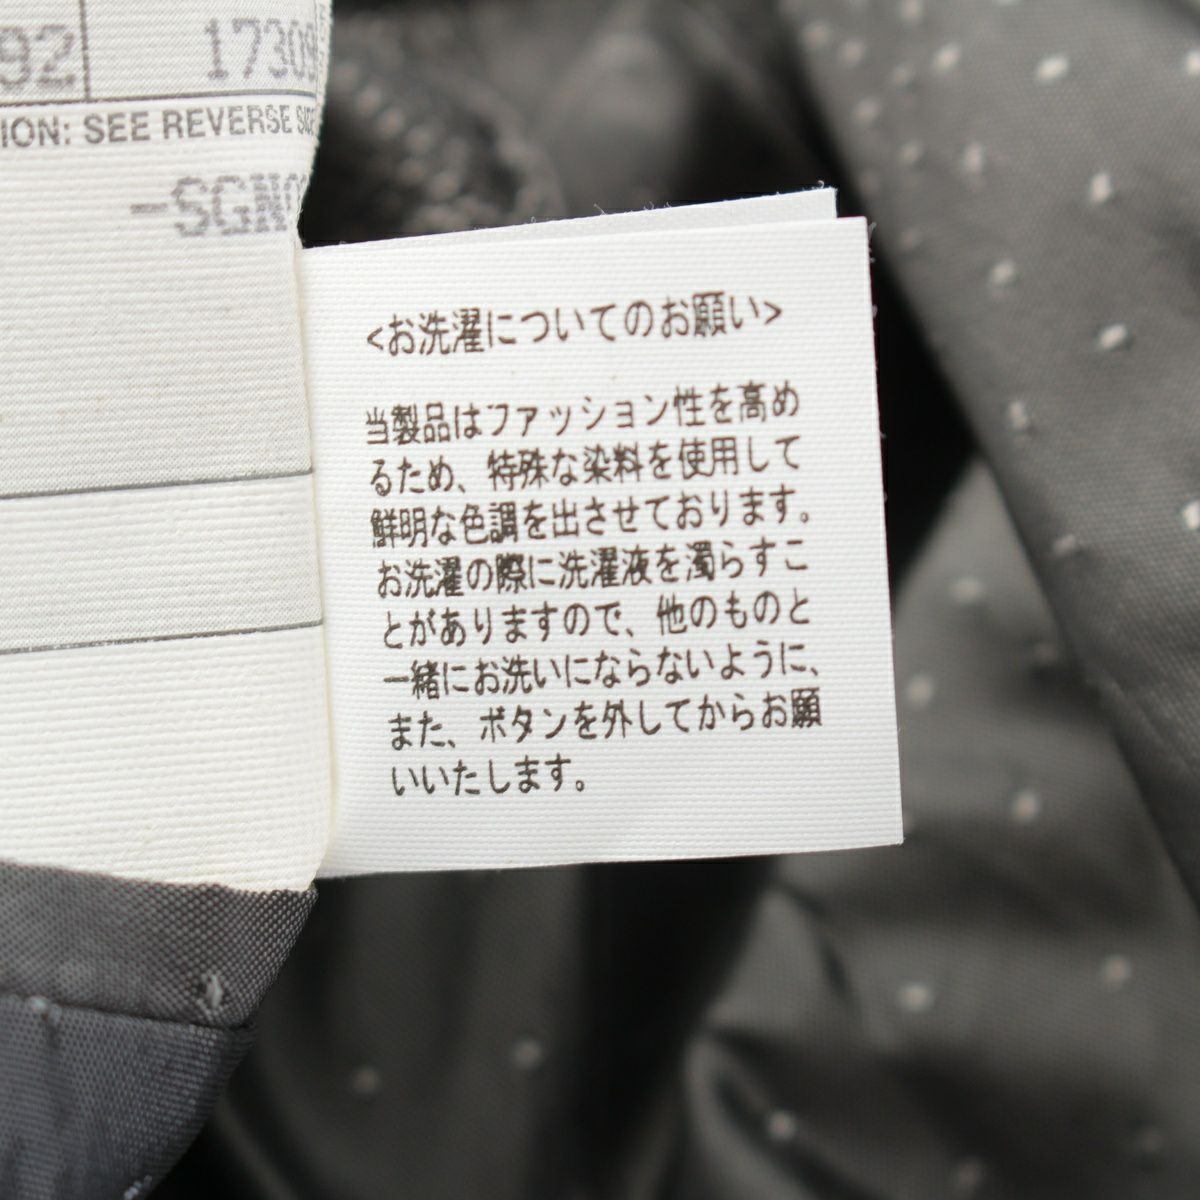 92 17309
ION: SEE REVERSE SIDE
-SGN0
<お洗濯についてのお願い>
当製品はファッション性を高め
るため、特殊な染料を使用して
鮮明な色調を出させております。
お洗濯の際に洗濯液を濁らすこ
とがありますので、他のものと
一緒にお洗いにならないように、
また、ボタンを外してからお願
いいたします。